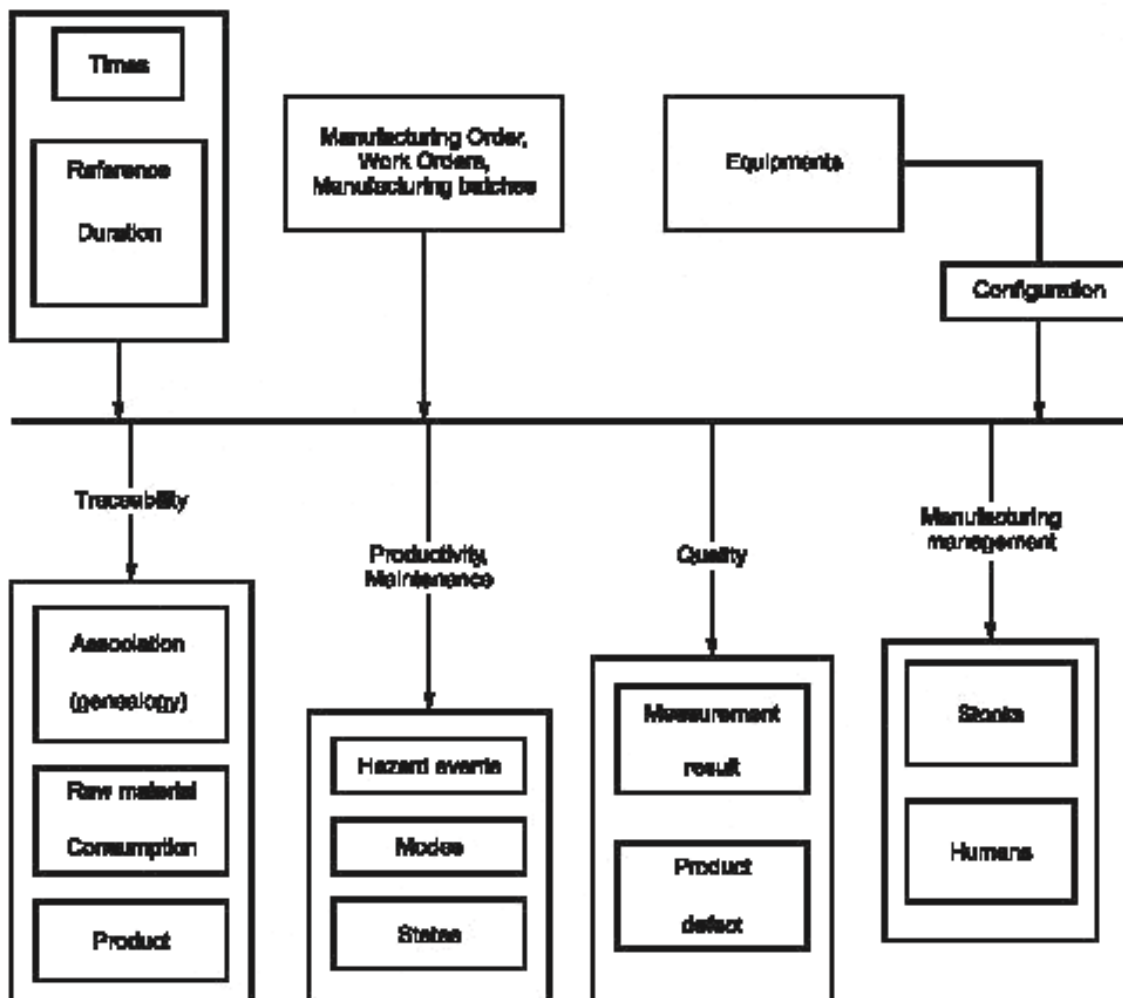 Times
Reference
Duration
Manufacturing Order,
Work Orders,
Manufacturing batches
Equipments
Configuration
Traceability
Productivity,
Maintenance
Quality
Manufacturing
management
Association
(genealogy)
Raw material
Consumption
Product
Hazard events
Modes
States
Measurement
result
Product
defect
Stocks
Humans